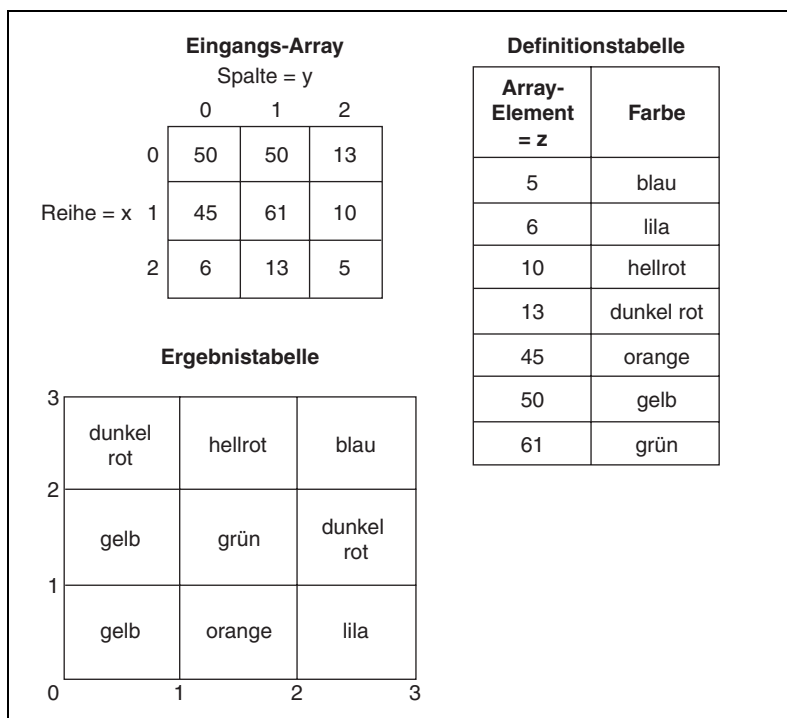 Eingangs-Array
Spalte = y
0 1 2
0 50 50 13
Reihe = x 1 45 61 10
2 6 13 5
Definitionstabelle
Array-
Element
= z
Farbe
5 blau
6 lila
10 hellrot
13 dunkel rot
45 orange
50 gelb
61 grün
Ergebnistabelle
3
dunkel
rot
hellrot
blau
2
gelb
grün
dunkel
rot
1
gelb
orange
lila
0 1 2 3